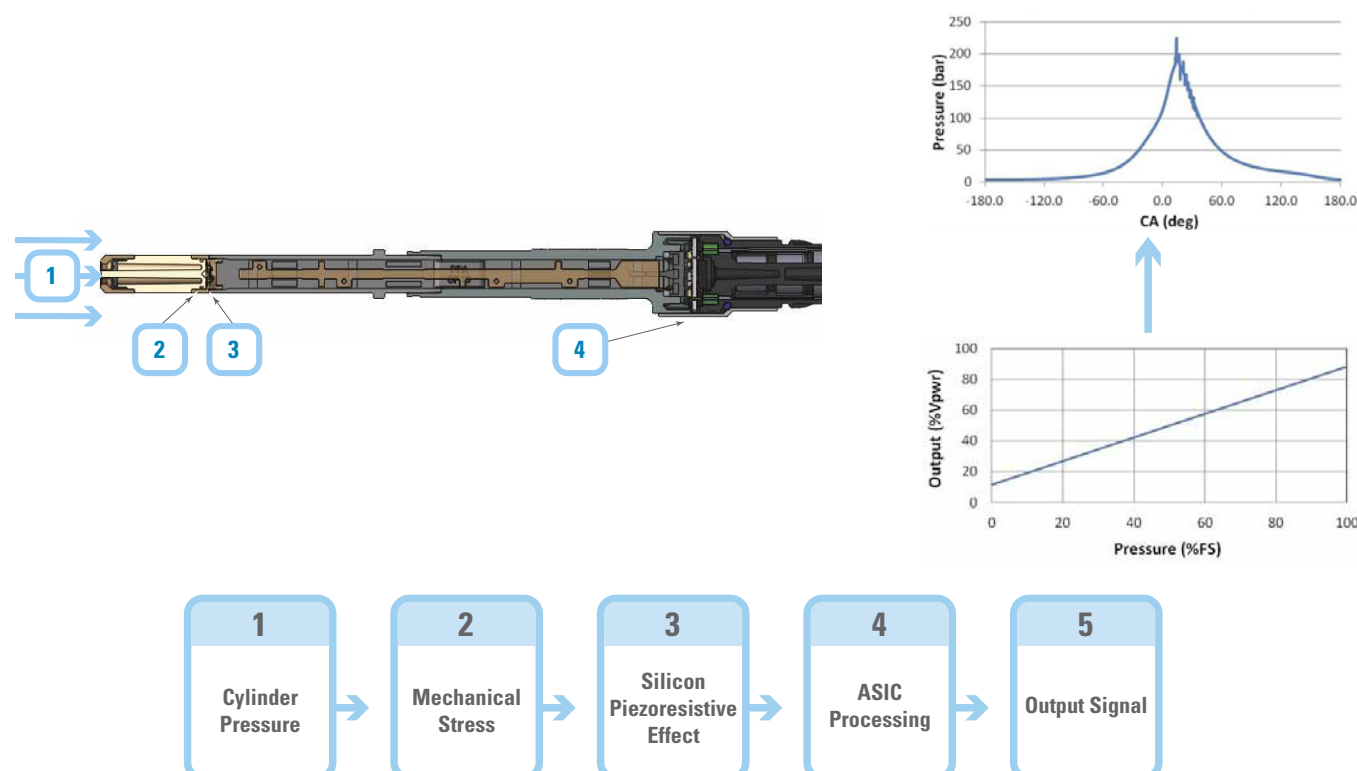 250
200
150
100
50
0
Pressure (bar)
-180.0 -120.0 -60.0 0.0 60.0 120.0 180.0
CA (deg)
1
2
3
4
100
80
60
40
20
0
Output (%Vpwr)
0 20 40 60 80 100
Pressure (%FS)
1
Cylinder
Pressure
2
Mechanical
Stress
3
Silicon
Piezoresistive
Effect
4
ASIC
Processing
5
Output Signal